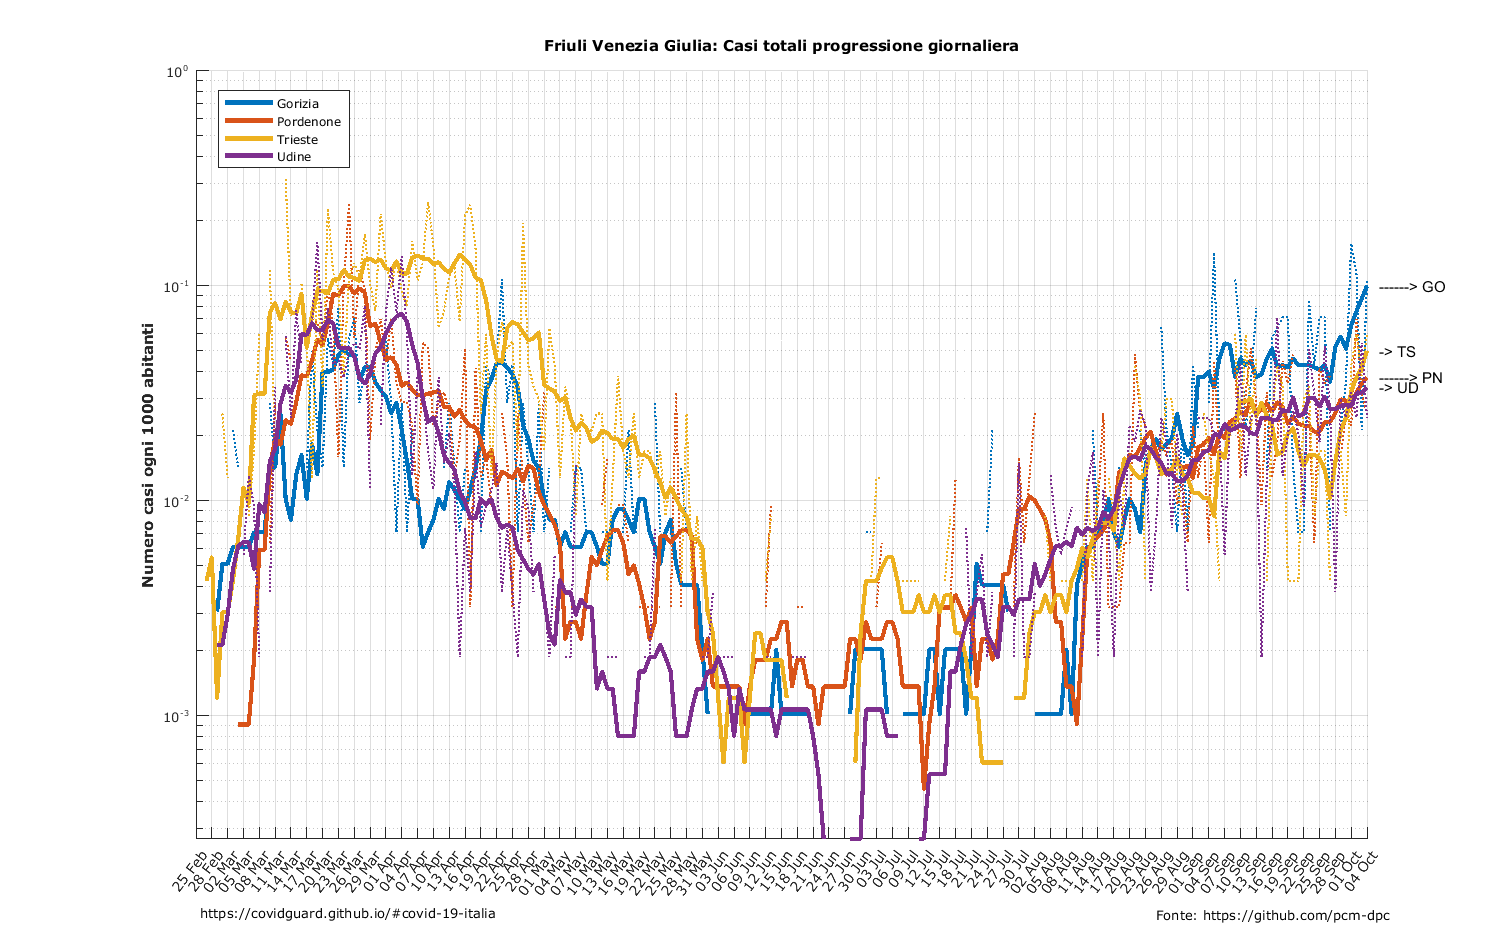 Friuli Venezia Giulia: Casi totali progressione giornaliera
10^0
10^-1
10^-2
10^-3
Numero casi ogni 1000 abitanti
Gorizia
Pordenone
Trieste
Udine
------> GO
-> TS
------> PN
-> UD
25 Feb
28 Feb
02 Mar
05 Mar
08 Mar
11 Mar
14 Mar
17 Mar
20 Mar
23 Mar
26 Mar
29 Mar
01 Apr
04 Apr
07 Apr
10 Apr
13 Apr
16 Apr
19 Apr
22 Apr
25 Apr
28 Apr
01 May
04 May
07 May
10 May
13 May
16 May
19 May
22 May
25 May
28 May
31 May
03 Jun
06 Jun
09 Jun
12 Jun
15 Jun
18 Jun
21 Jun
24 Jun
27 Jun
30 Jun
03 Jul
06 Jul
09 Jul
12 Jul
15 Jul
18 Jul
21 Jul
24 Jul
27 Jul
30 Jul
02 Aug
05 Aug
08 Aug
11 Aug
14 Aug
17 Aug
20 Aug
23 Aug
26 Aug
29 Aug
01 Sep
04 Sep
07 Sep
10 Sep
13 Sep
16 Sep
19 Sep
22 Sep
25 Sep
28 Sep
01 Oct
04 Oct
https://covidguard.github.io/#covid-19-italia
Fonte: https://github.com/pcm-dpc